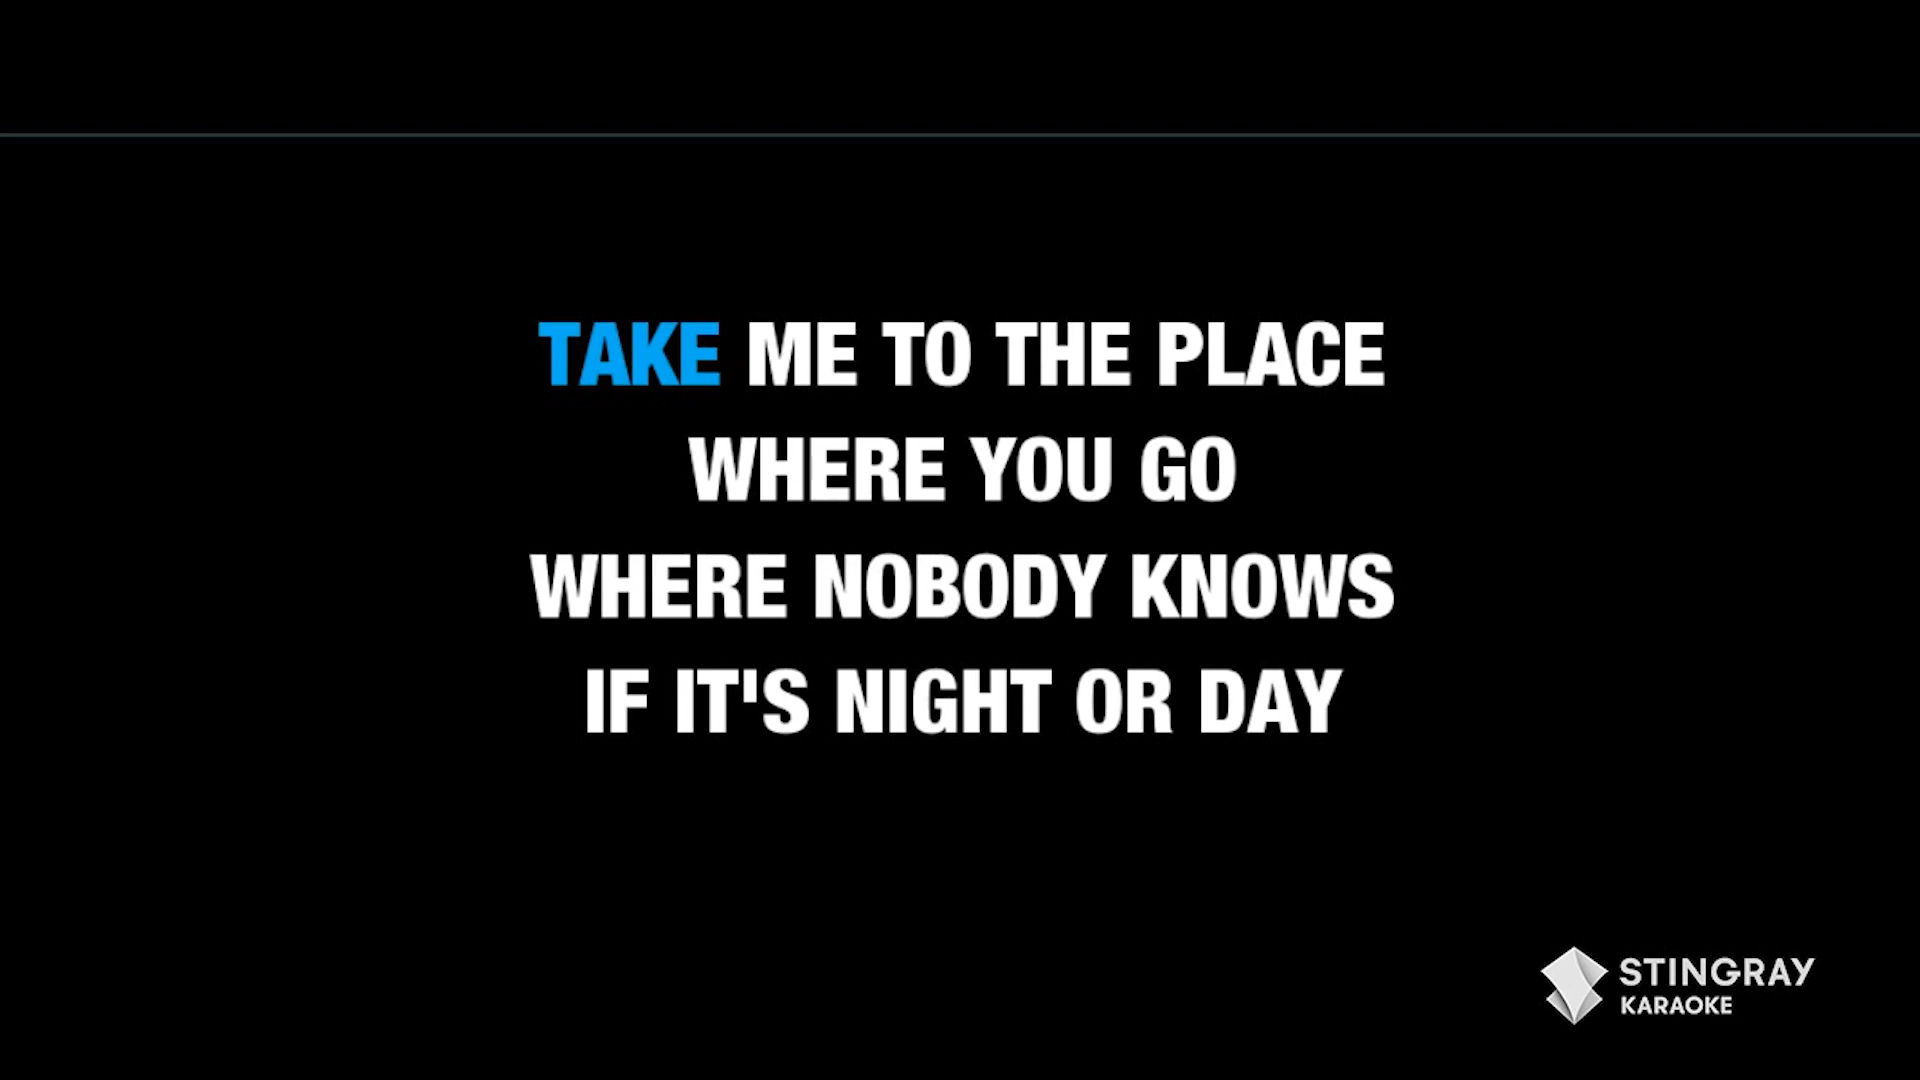 TAKE ME TO THE PLACE
WHERE YOU GO
WHERE NOBODY KNOWS
IF IT'S NIGHT OR DAY
STINGRAY
KARAOKE